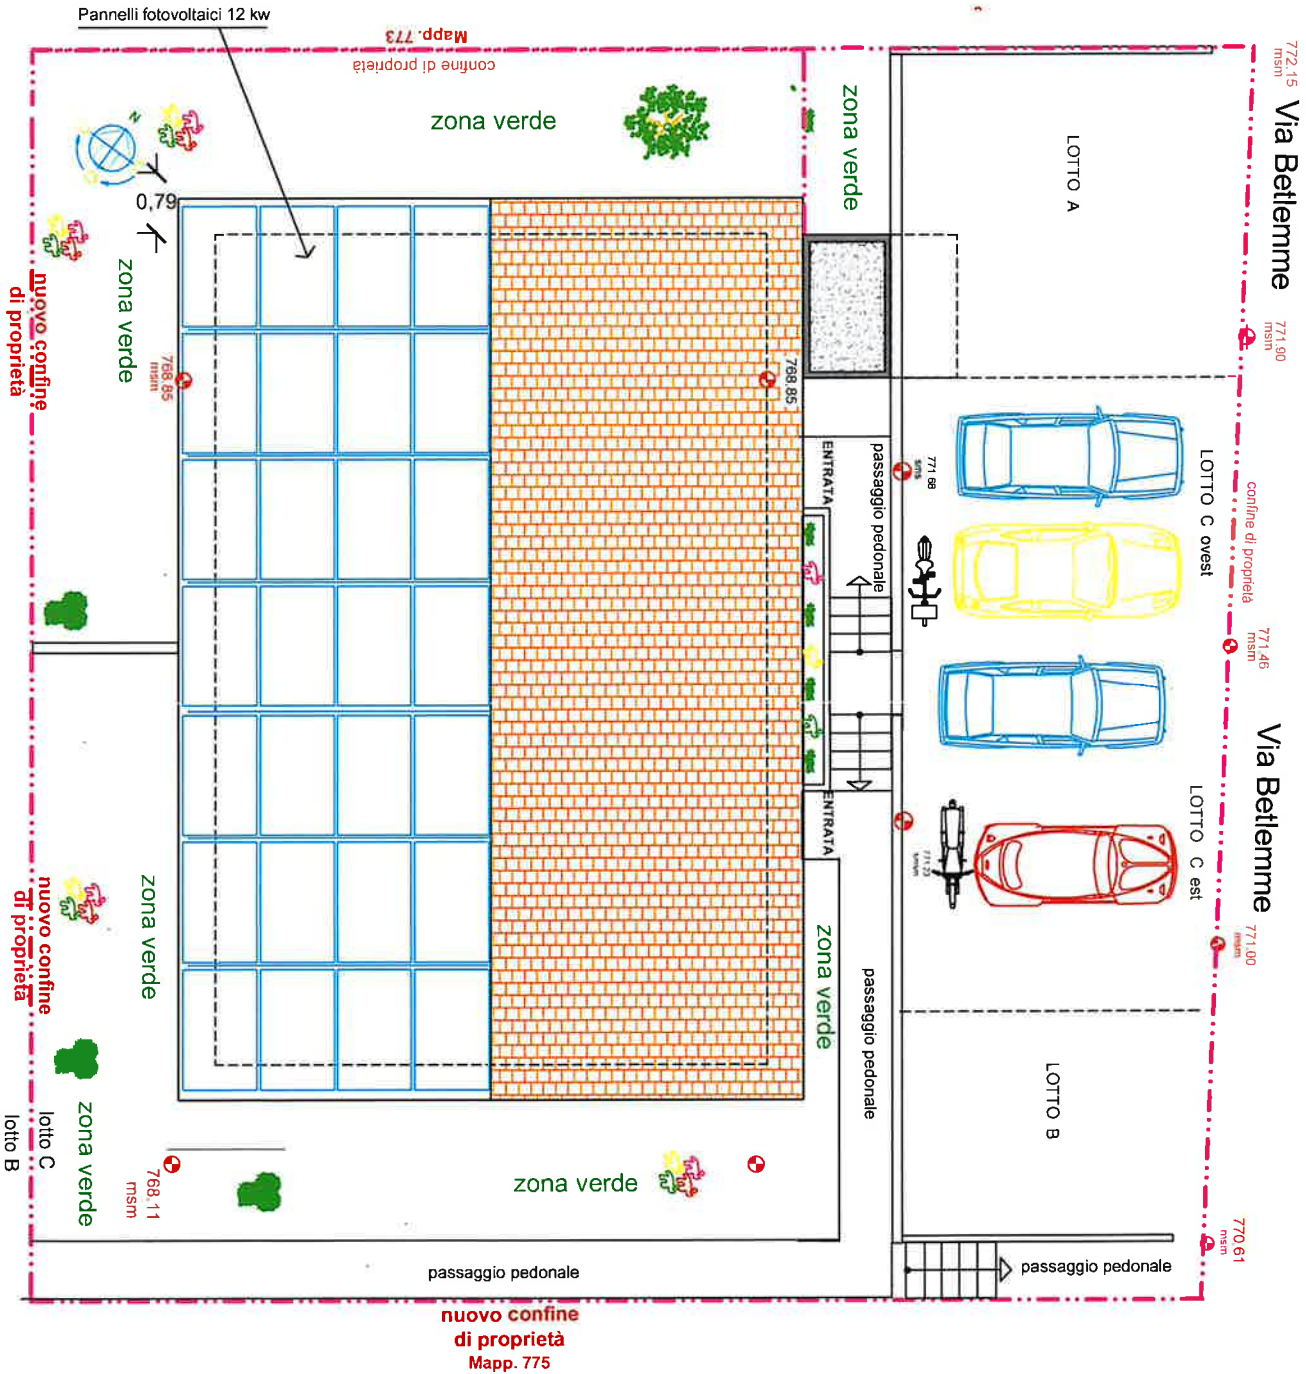 Pannelli fotovoltaici 12 kw
Mapp. 773
confine di proprietà
772.15
msm
Via Betlemme
zona verde
zona verde
LOTTO A
N
0,79
zona verde
nuovo confine
di proprietà
768.85
msm
768.85
771.90
msm
ENTRATA
passaggio pedonale
771 68
sms
LOTTO C ovest
confine di proprietà
771.46
msm
Via Betlemme
LOTTO C est
ENTRATA
771.00
msm
zona verde
nuovo confine
di proprietà
zona verde
passaggio pedonale
LOTTO B
zona verde
lotto C
lotto B
768.11
msm
zona verde
770,61
msm
passaggio pedonale
passaggio pedonale
nuovo confine
di proprietà
Mapp. 775